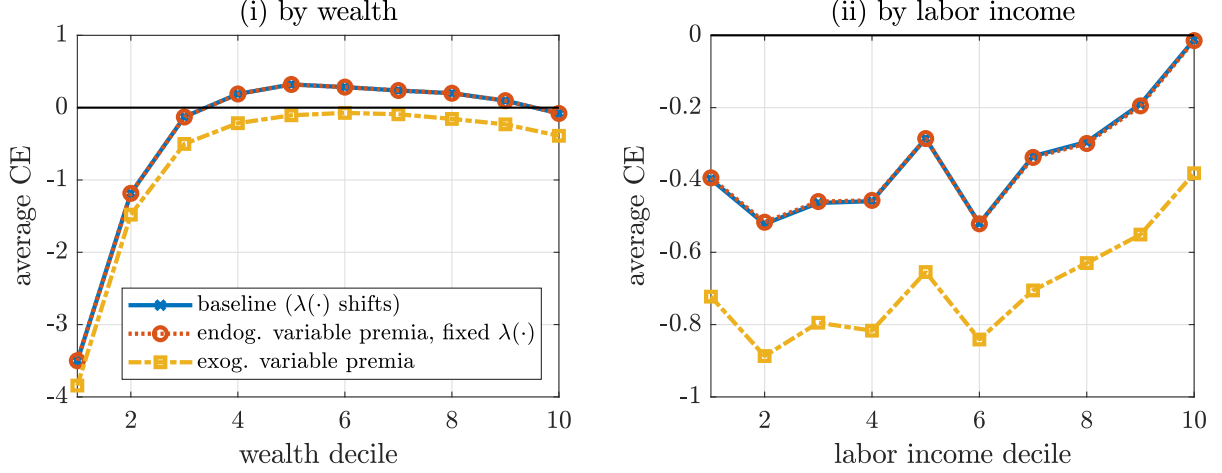 (i) by wealth
1
0
-1
-2
-3
-4
average CE
baseline (λ(·) shifts)
endog. variable premia, fixed λ(·)
exog. variable premia
2 4 6 8 10
wealth decile
(ii) by labor income
0
-0.2
-0.4
-0.6
-0.8
-1
average CE
2 4 6 8 10
labor income decile